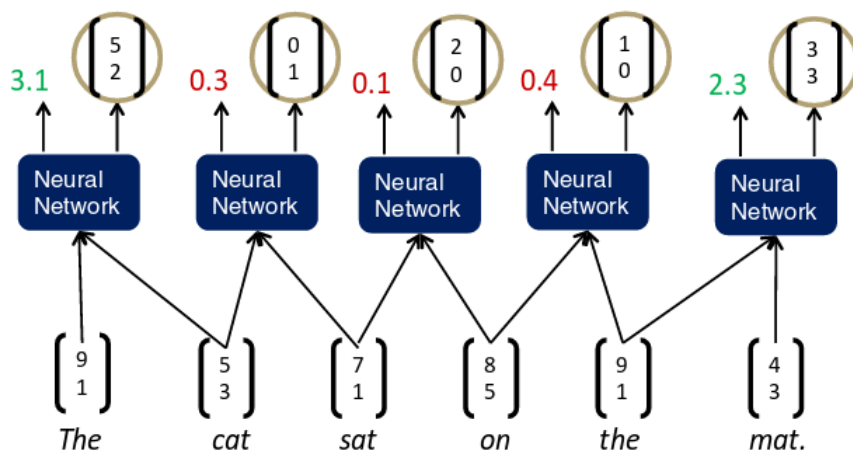 5 0 2 1 3
2 1 0 0 3
3.1 0.3 0.1 0.4 2.3
Neural Neural Neural Neural Neural
Network Network Network Network Network
9 5 7 8 9 4
1 3 1 5 1 3
The cat sat on the mat.